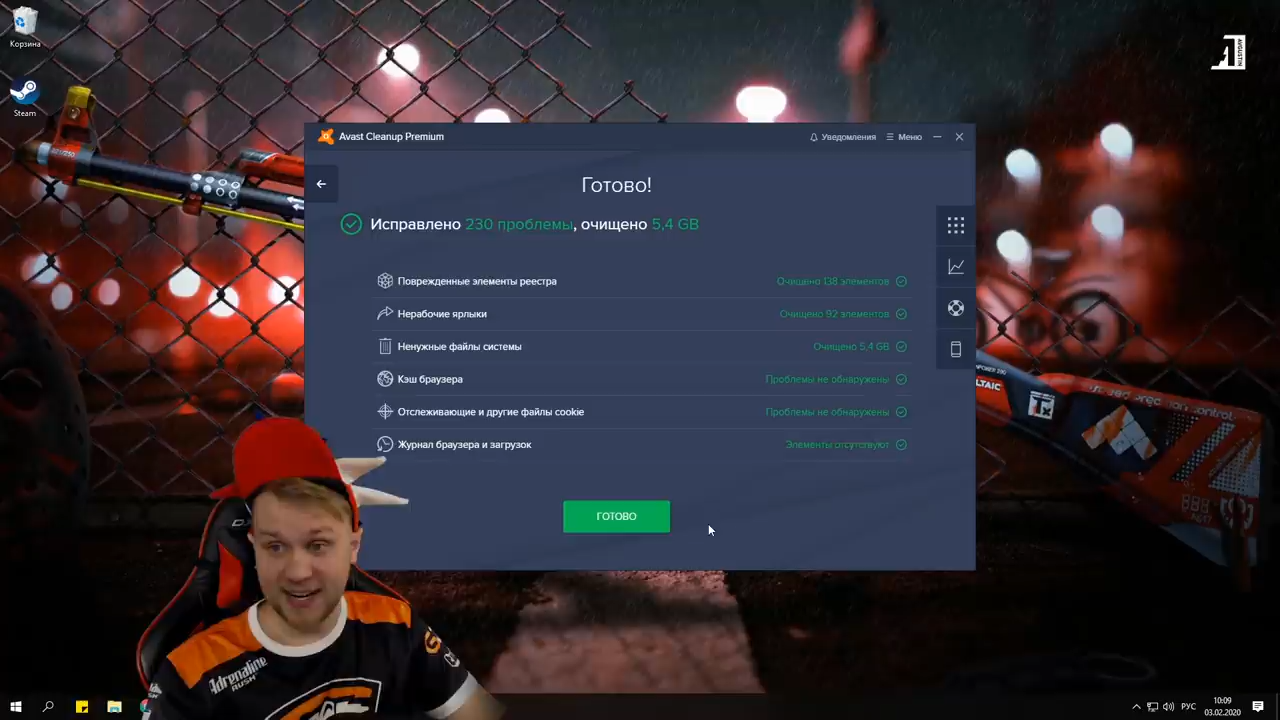 Корзина
Steam
AVGUSTIN
Avast Cleanup Premium
Уведомления
Меню
Готово!
Исправлено 230 проблемы, очищено 5,4 GB
Поврежденные элементы реестра
Очищено 138 элементов
Нерабочие ярлыки
Очищено 92 элементов
Ненужные файлы системы
Очищено 5,4 GB
Кэш браузера
Проблемы не обнаружены
Отслеживающие и другие файлы cookie
Проблемы не обнаружены
Журнал браузера и загрузок
Элементы отсутствуют
ГОТОВО
Adrenaline
RUSH
РУС
10:09
03.02.2020